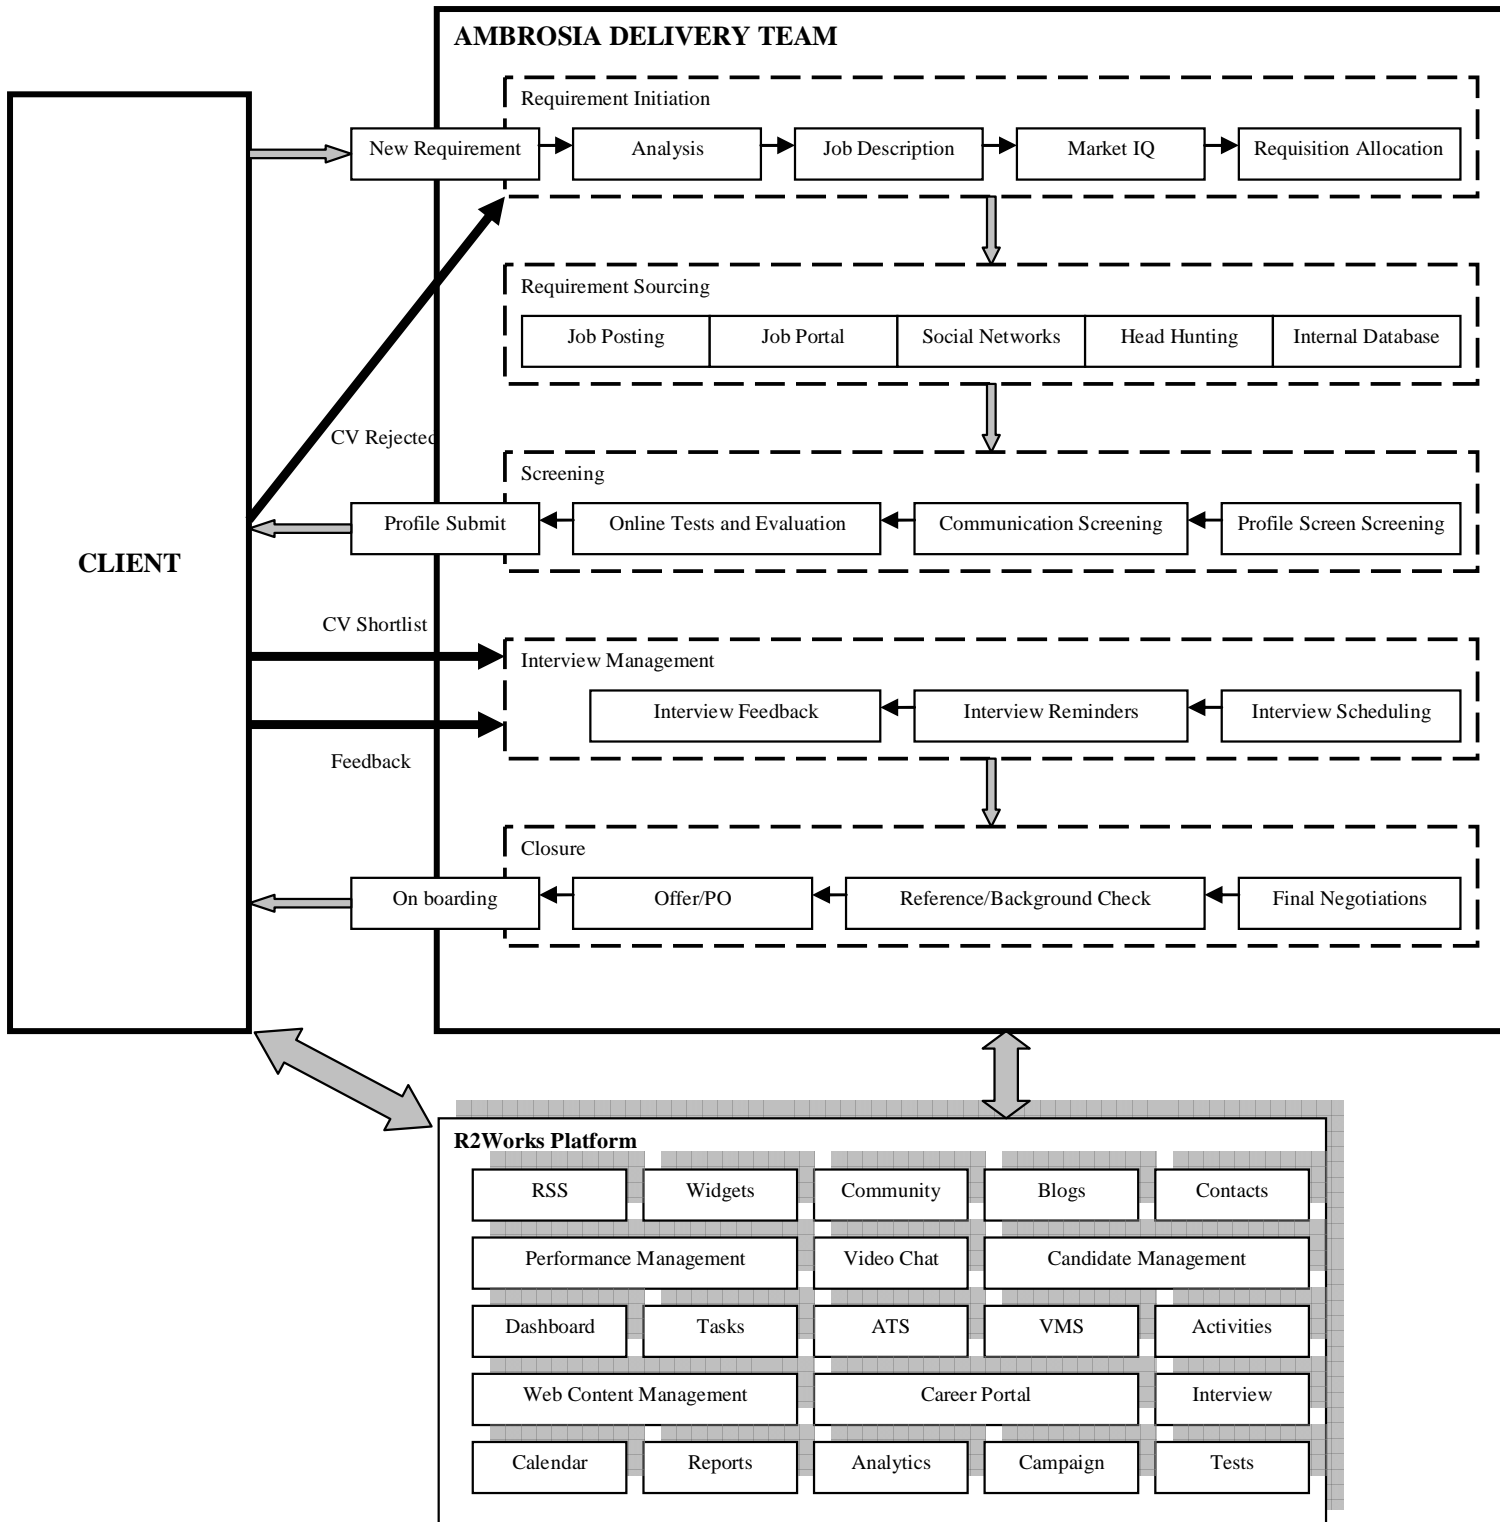 AMBROSIA DELIVERY TEAM
Requirement Initiation
New Requirement
Analysis
Job Description
Market IQ
Requisition Allocation
Requirement Sourcing
Job Posting
Job Portal
Social Networks
Head Hunting
Internal Database
CV Rejected
Screening
Profile Submit
Online Tests and Evaluation
Communication Screening
Profile Screen Screening
CLIENT
CV Shortlist
Interview Management
Interview Feedback
Interview Reminders
Interview Scheduling
Feedback
Closure
On boarding
Offer/PO
Reference/Background Check
Final Negotiations
R2Works Platform
RSS
Widgets
Community
Blogs
Contacts
Performance Management
Video Chat
Candidate Management
Dashboard
Tasks
ATS
VMS
Activities
Web Content Management
Career Portal
Interview
Calendar
Reports
Analytics
Campaign
Tests